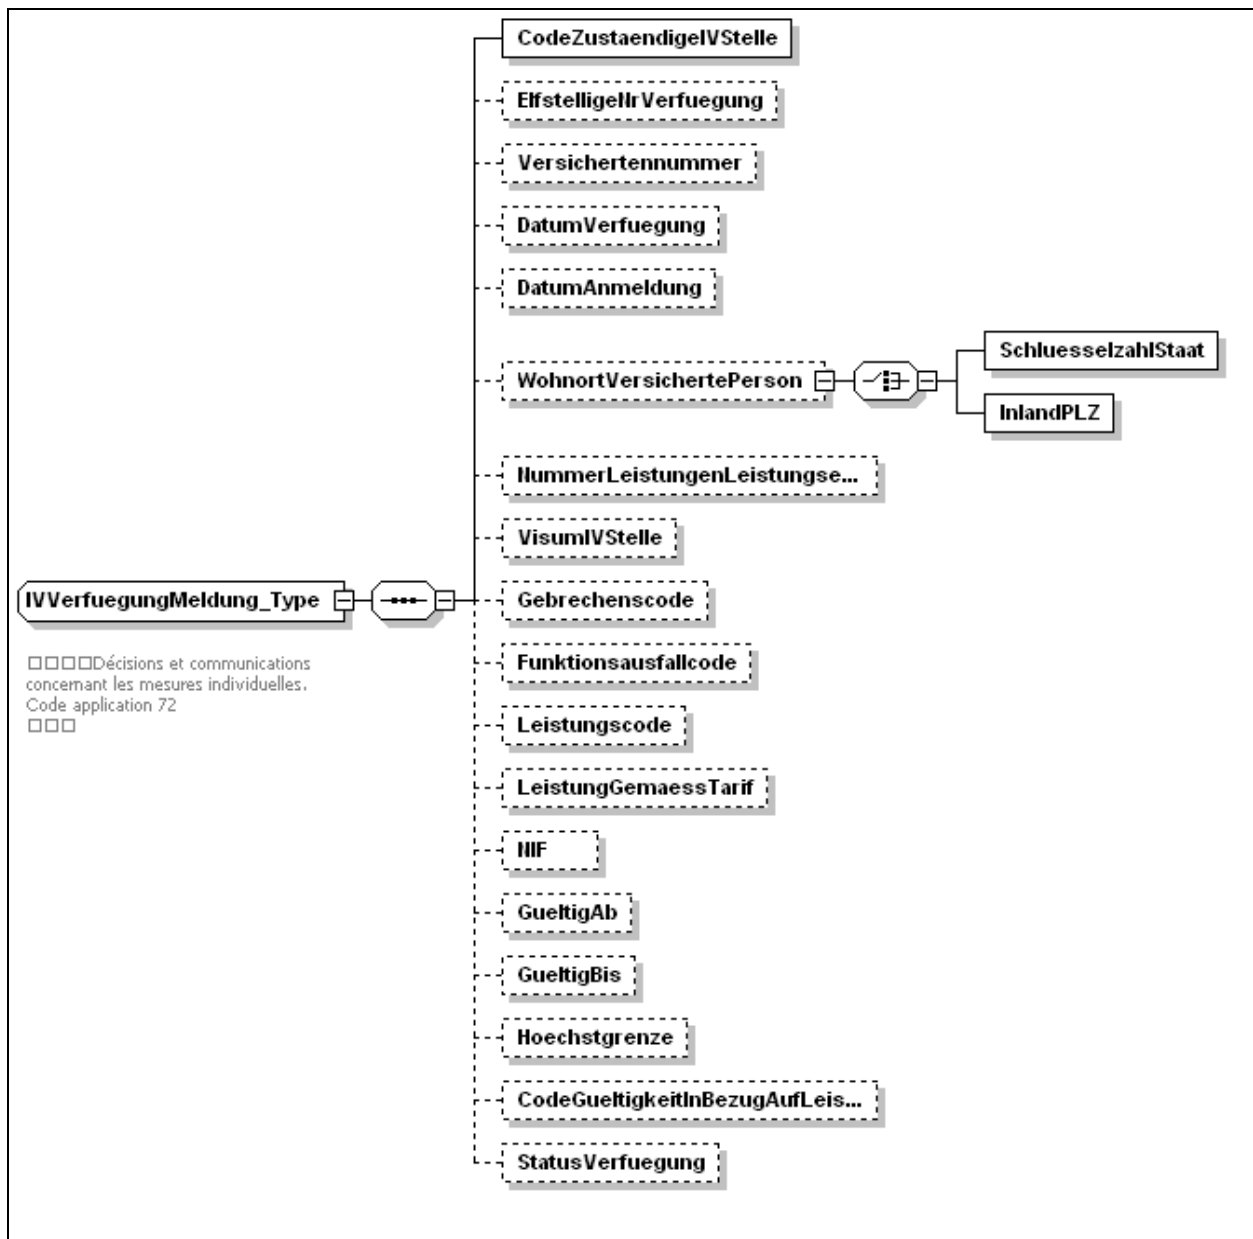 CodeZustaendigeIVStelle
ElfstelligeNrVerfuegung
Versichertennummer
DatumVerfuegung
DatumAnmeldung
WohnortVersichertePerson
SchluesselzahlStaat
InlandPLZ
NummerLeistungenLeistungse...
VisumIVStelle
IVVerfuegungMeldung_Type
Gebrechenscode
□□□□Décisions et communications
concernant les mesures individuelles.
Code application 72
□□□
Funktionsausfallcode
Leistungscode
LeistungGemaessTarif
NIF
GueltigAb
GueltigBis
Hoechstgrenze
CodeGueltigkeitInBezugAufLeis...
StatusVerfuegung